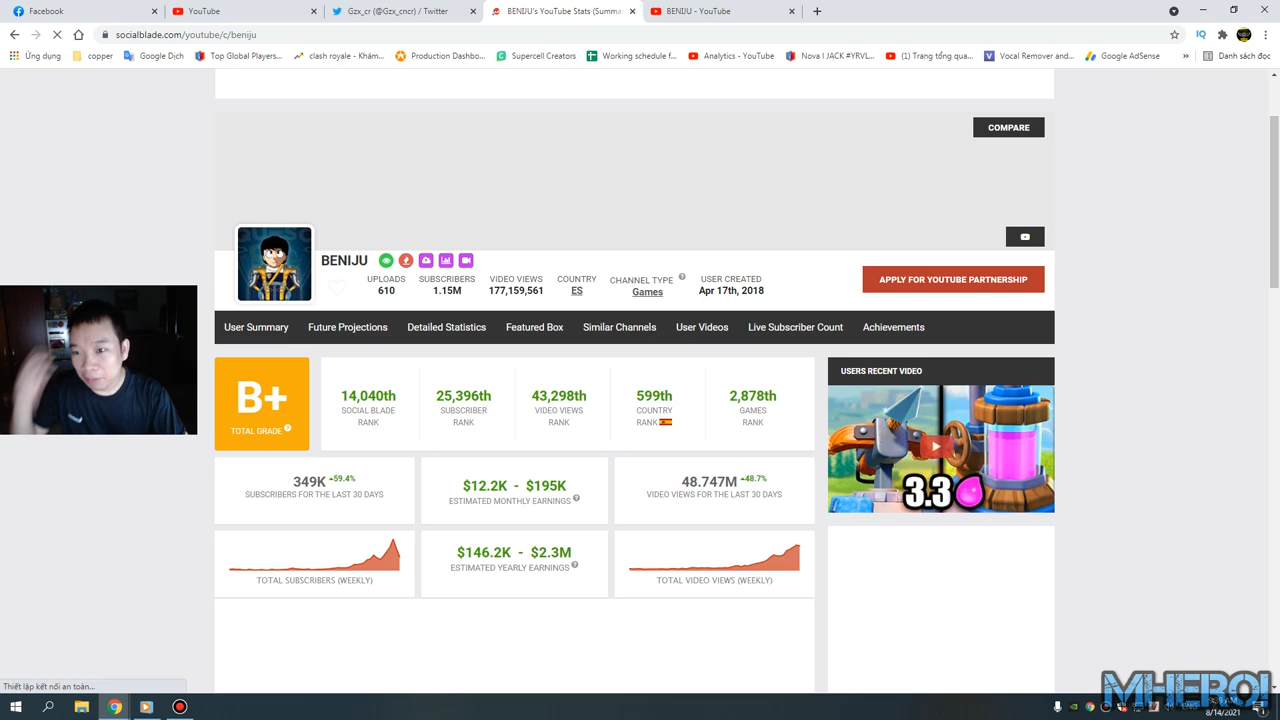 Facebook
YouTube
Gzx_cr (@Gzx_cncr) / Twitter
BENIJU's YouTube Stats (Summa
BENIJU - YouTube
socialblade.com/youtube/c/beniju
Ứng dụng
copper
Google Dịch
Top Global Players...
clash royale - Khám...
Production Dashbo...
Supercell Creators
Working schedule f...
Analytics - YouTube
Nova l JACK #YRVL...
(1) Trang tổng qua...
Vocal Remover and...
Google AdSense
»
Danh sách đọc
COMPARE
BENIJU
UPLOADS
610
SUBSCRIBERS
1.15M
VIDEO VIEWS
177,159,561
COUNTRY
ES
CHANNEL TYPE
Games
USER CREATED
Apr 17th, 2018
APPLY FOR YOUTUBE PARTNERSHIP
User Summary
Future Projections
Detailed Statistics
Featured Box
Similar Channels
User Videos
Live Subscriber Count
Achievements
B+
TOTAL GRADE
14,040th
SOCIAL BLADE
RANK
25,396th
SUBSCRIBER
RANK
43,298th
VIDEO VIEWS
RANK
599th
COUNTRY
RANK
2,878th
GAMES
RANK
USERS RECENT VIDEO
3.3
349K +59.4%
SUBSCRIBERS FOR THE LAST 30 DAYS
$12.2K - $195K
ESTIMATED MONTHLY EARNINGS
48.747M +48.7%
VIDEO VIEWS FOR THE LAST 30 DAYS
TOTAL SUBSCRIBERS (WEEKLY)
$146.2K - $2.3M
ESTIMATED YEARLY EARNINGS
TOTAL VIDEO VIEWS (WEEKLY)
Thiết lập kết nối an toàn...
MHEROI
ENG
8/14/2021